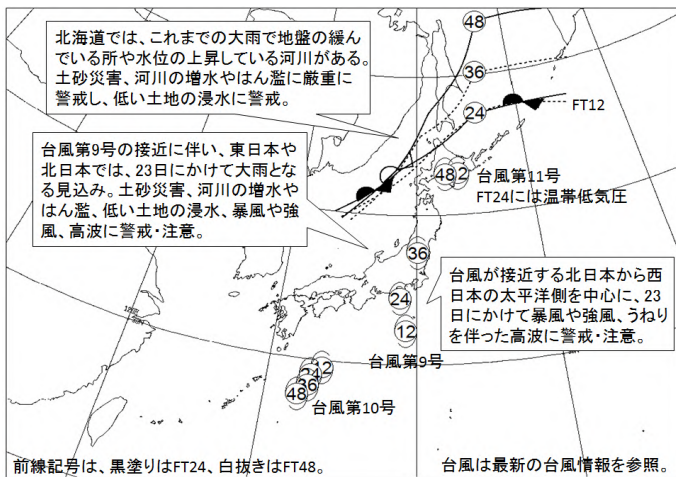 48
北海道では、これまでの大雨で地盤の緩ん
でいる所や水位の上昇している河川がある。
土砂災害、河川の増水やはん濫に厳重に
警戒し、低い土地の浸水に警戒。
36
24
FT12
台風第9号の接近に伴い、東日本や
北日本では、23日にかけて大雨とな
る見込み。土砂災害、河川の増水や
はん濫、低い土地の浸水、暴風や強
風、高波に警戒・注意。
48
台風第11号
FT24には温帯低気圧
36
台風が接近する北日本から西
日本の太平洋側を中心に、23
日にかけて暴風や強風、うねり
を伴った高波に警戒・注意。
24
12
台風第9号
12
24
36
48
台風第10号
前線記号は、黒塗りはFT24、白抜きはFT48。
台風は最新の台風情報を参照。